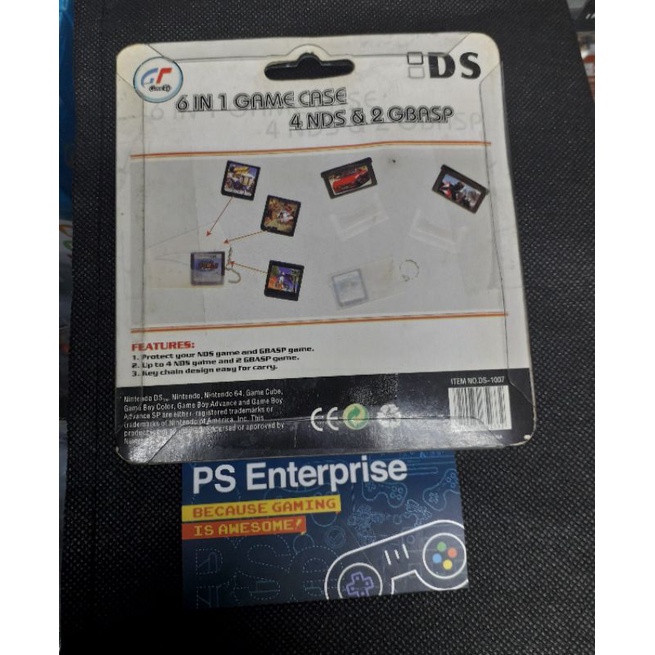 DS
6 IN 1 GAME CASE
4 NDS & 2 GBASP
FEATURES:
1. Protect your NDS game and GBASP game.
2. Up to 4 NDS game and 2 GBASP game.
3. Key chain design easy for carry.
Nintendo DS™, Nintendo, Nintendo 64, Game Cube,
Game Boy Color, Game Boy Advance and Game Boy
Advance SP are either registered trademarks or
trademarks of Nintendo of America, Inc. This
or approved by
ITEM NO.DS-1007
CE
PS Enterprise
BECAUSE GAMING
IS AWESOME!